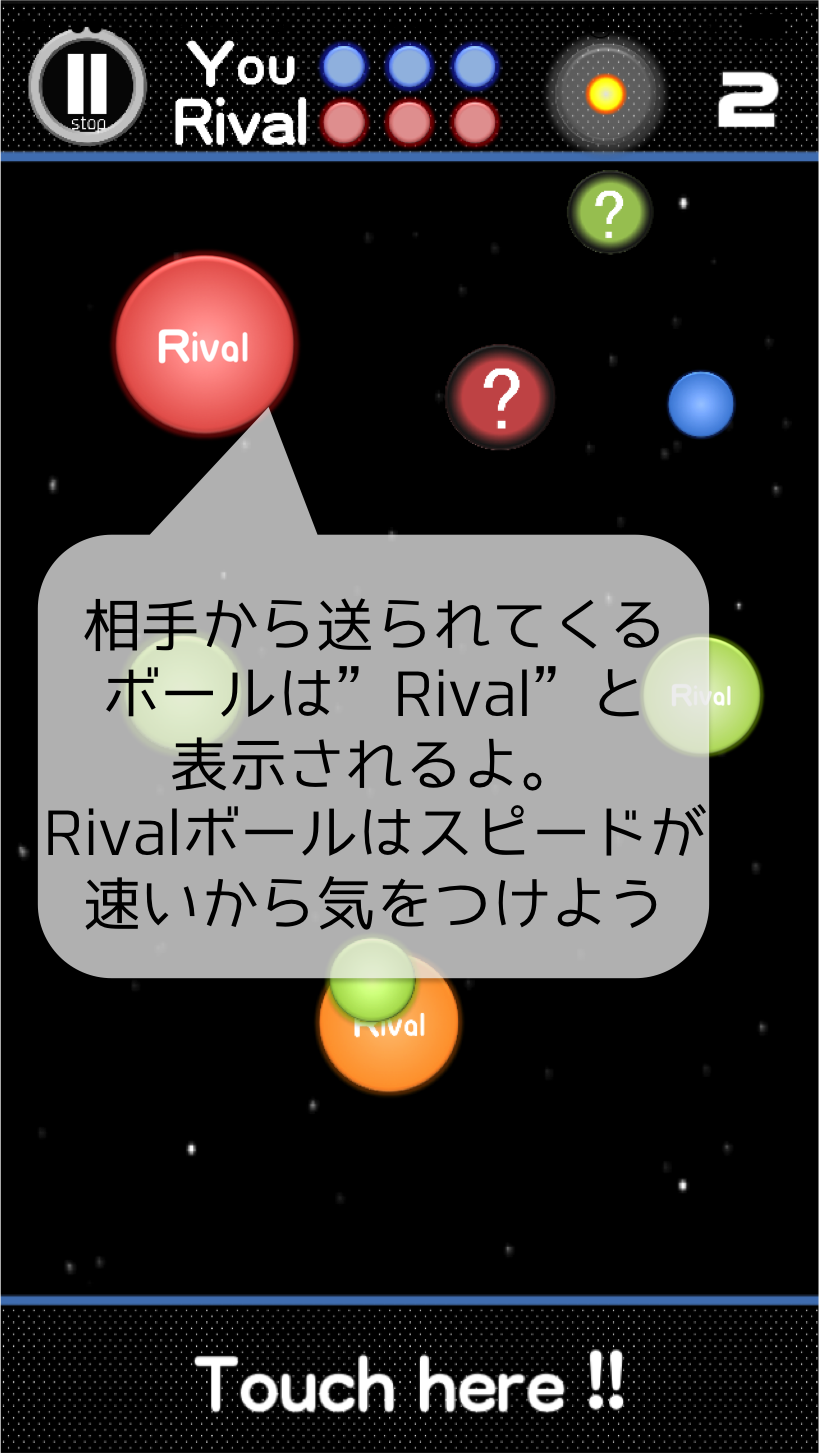 stop
You
Rival
2
?
Rival
?
相手から送られてくる
ボールは”Rival”と
表示されるよ。
Rivalボールはスピードが
速いから気をつけよう
Rival
Rival
Touch here !!